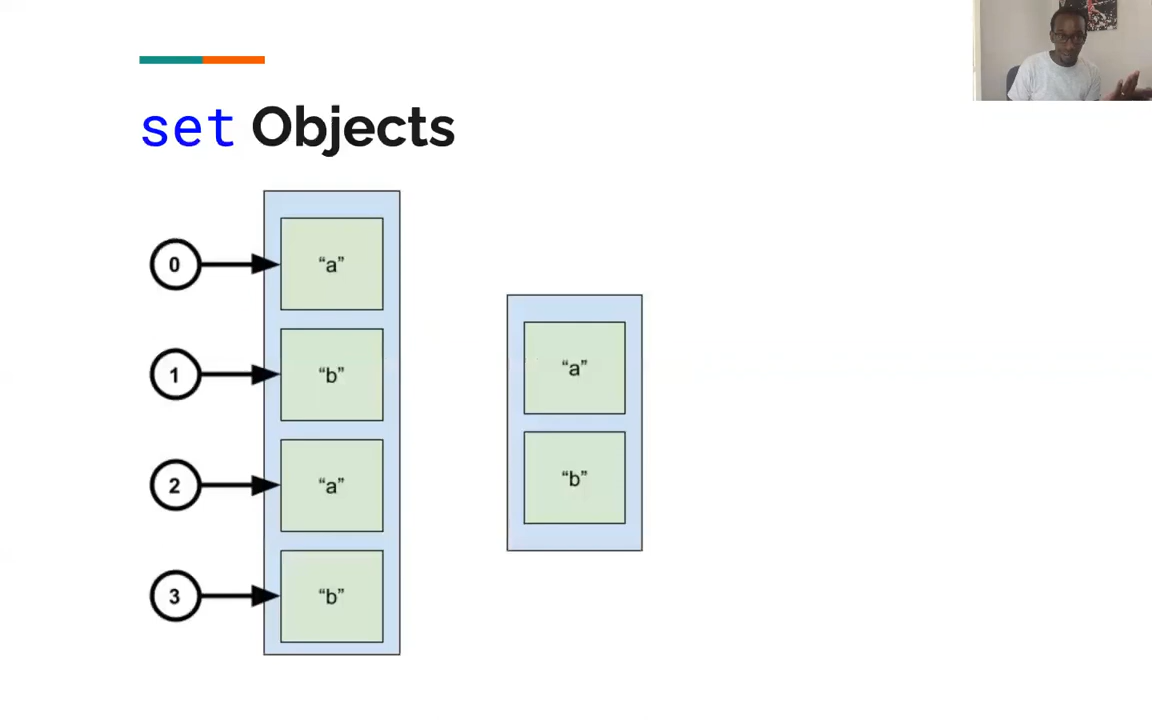 set Objects
0 “a”
1 “b”
2 “a”
3 “b”
“a”
“b”